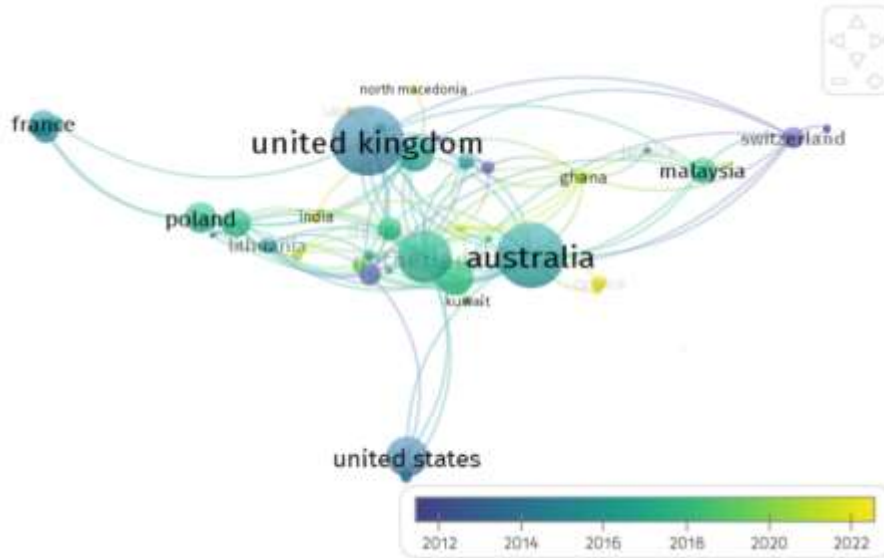 north macedonia
france
united kingdom
switzerland
malaysia
ghana
poland
india
lithuania
australia
kuwait
united states
2012 2014 2016 2018 2020 2022